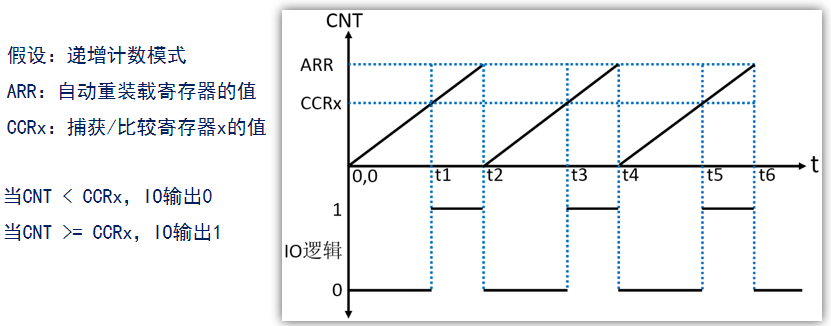 假设：递增计数模式
ARR：自动重装载寄存器的值
CCRx：捕获/比较寄存器x的值
当CNT < CCRx，IO输出0
当CNT >= CCRx，IO输出1
CNT
ARR
CCRx
0,0 t1 t2 t3 t4 t5 t6 t
1
IO逻辑
0